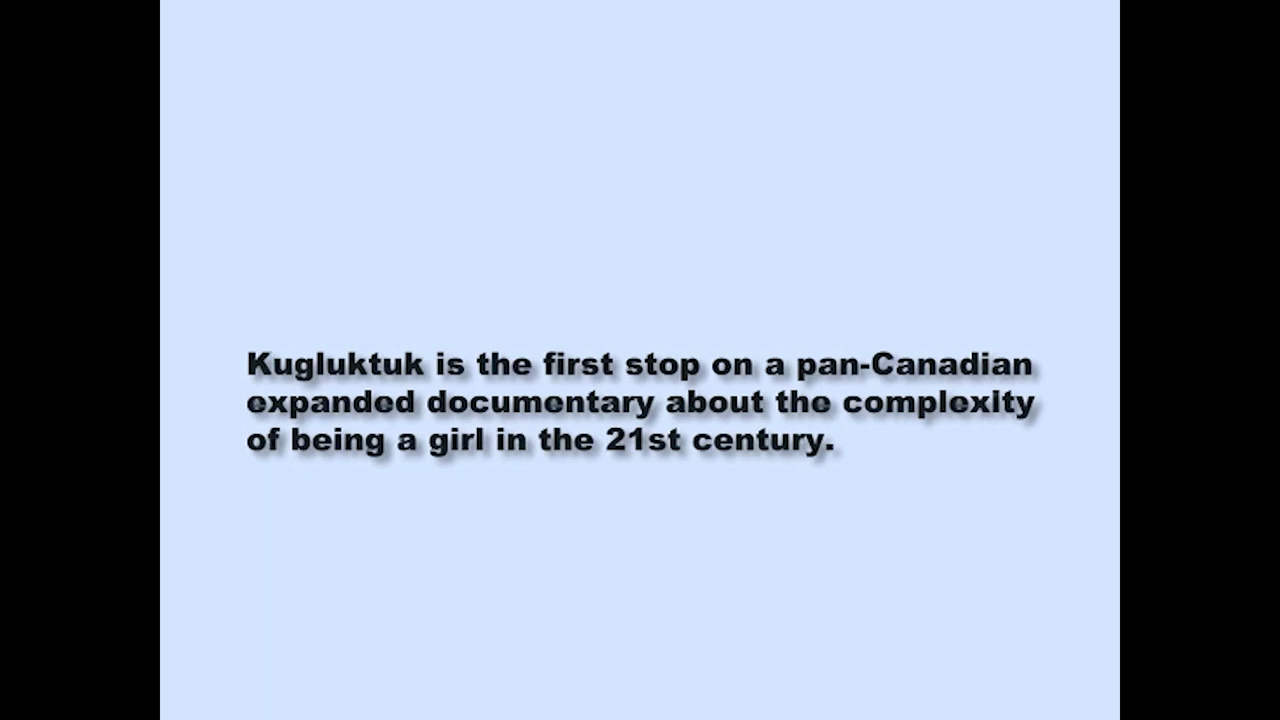 Kugluktuk is the first stop on a pan-Canadian
expanded documentary about the complexity
of being a girl in the 21st century.